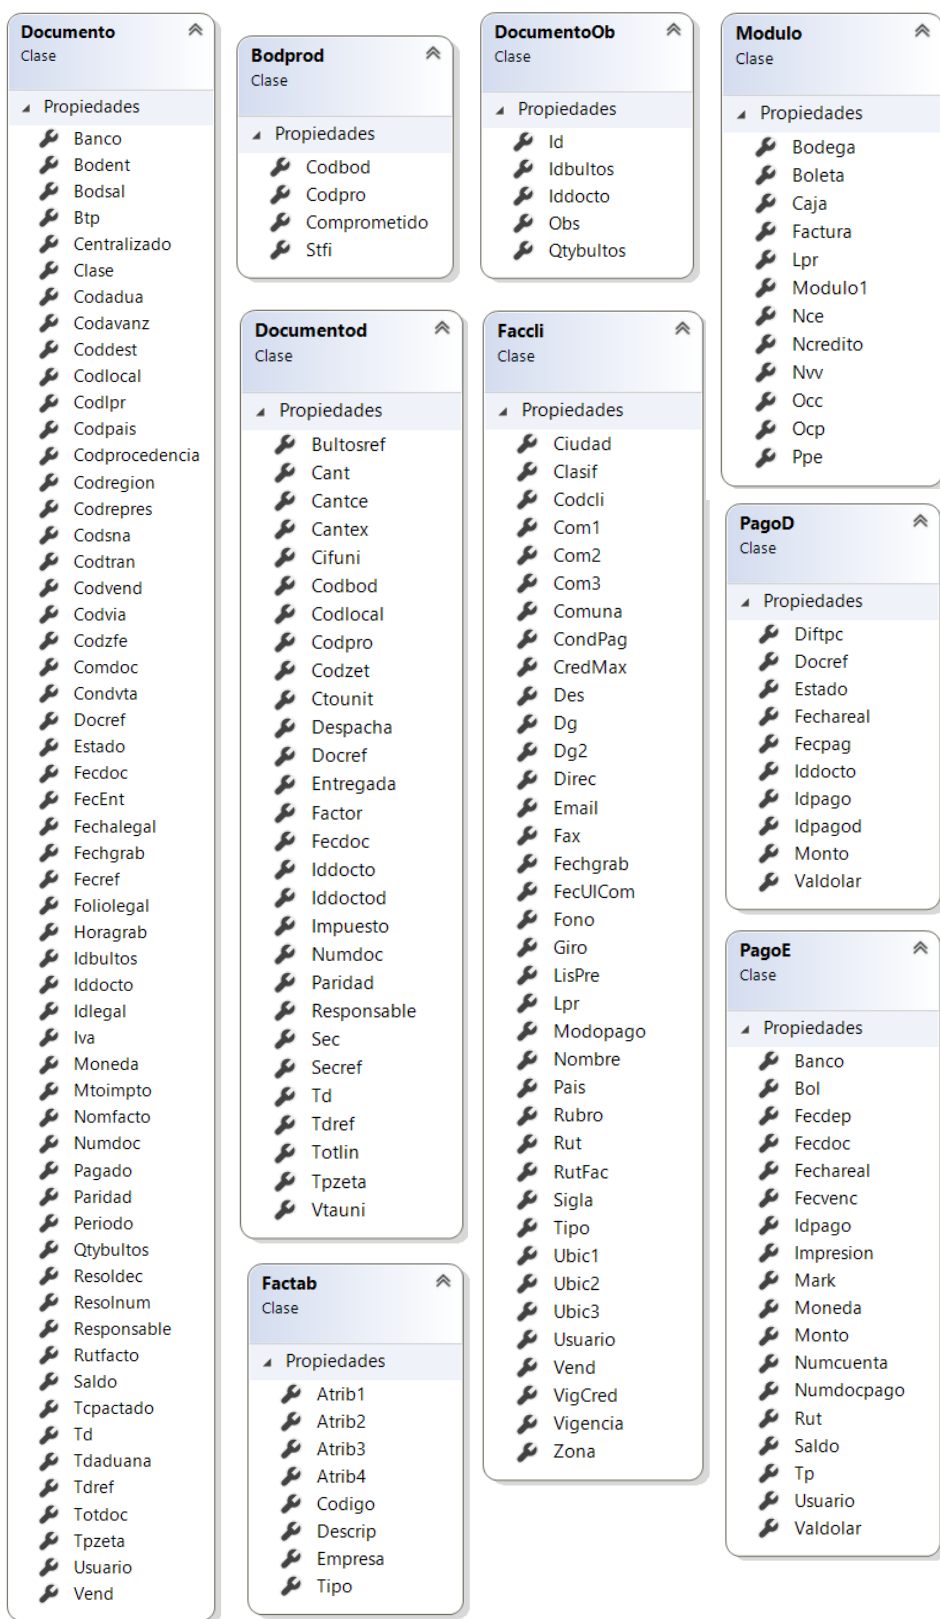 Documento
Clase
Propiedades
Banco
Bodent
Bodsal
Btp
Centralizado
Clase
Codadua
Codavanz
Coddest
Codlocal
Codlpr
Codpais
Codprocedencia
Codregion
Codrepres
Codsna
Codtran
Codvend
Codvia
Codzfe
Comdoc
Condvta
Docref
Estado
Fecdoc
FecEnt
Fechalegal
Fechgrab
Fecref
Foliolegal
Horagrab
Idbultos
Iddocto
Idlegal
Iva
Moneda
Mtoimpto
Nomfacto
Numdoc
Pagado
Paridad
Periodo
Qtybultos
Resoldec
Resolnum
Responsable
Rutfacto
Saldo
Tcpactado
Td
Tdaduana
Tdref
Totdoc
Tpzeta
Usuario
Vend
Bodprod
Clase
Propiedades
Codbod
Codpro
Comprometido
Stfi
Documentod
Clase
Propiedades
Bultosref
Cant
Cantce
Cantex
Cifuni
Codbod
Codlocal
Codpro
Codzet
Ctounit
Despacha
Docref
Entregada
Factor
Fecdoc
Iddocto
Iddoctod
Impuesto
Numdoc
Paridad
Responsable
Sec
Secref
Td
Tdref
Totlin
Tpzeta
Vtauni
Factab
Clase
Propiedades
Atrib1
Atrib2
Atrib3
Atrib4
Codigo
Descrip
Empresa
Tipo
DocumentoOb
Clase
Propiedades
Id
Idbultos
Iddocto
Obs
Qtybultos
Faccli
Clase
Propiedades
Ciudad
Clasif
Codcli
Com1
Com2
Com3
Comuna
CondPag
CredMax
Des
Dg
Dg2
Direc
Email
Fax
Fechgrab
FecUlCom
Fono
Giro
LisPre
Lpr
Modopago
Nombre
Pais
Rubro
Rut
RutFac
Sigla
Tipo
Ubic1
Ubic2
Ubic3
Usuario
Vend
VigCred
Vigencia
Zona
Modulo
Clase
Propiedades
Bodega
Boleta
Caja
Factura
Lpr
Modulo1
Nce
Ncredito
Nvv
Occ
Ocp
Ppe
PagoD
Clase
Propiedades
Diftpc
Docref
Estado
Fechareal
Fecpag
Iddocto
Idpago
Idpagod
Monto
Valdolar
PagoE
Clase
Propiedades
Banco
Bol
Fecdep
Fecdoc
Fechareal
Fecvenc
Idpago
Impresion
Mark
Moneda
Monto
Numcuenta
Numdocpago
Rut
Saldo
Tp
Usuario
Valdolar